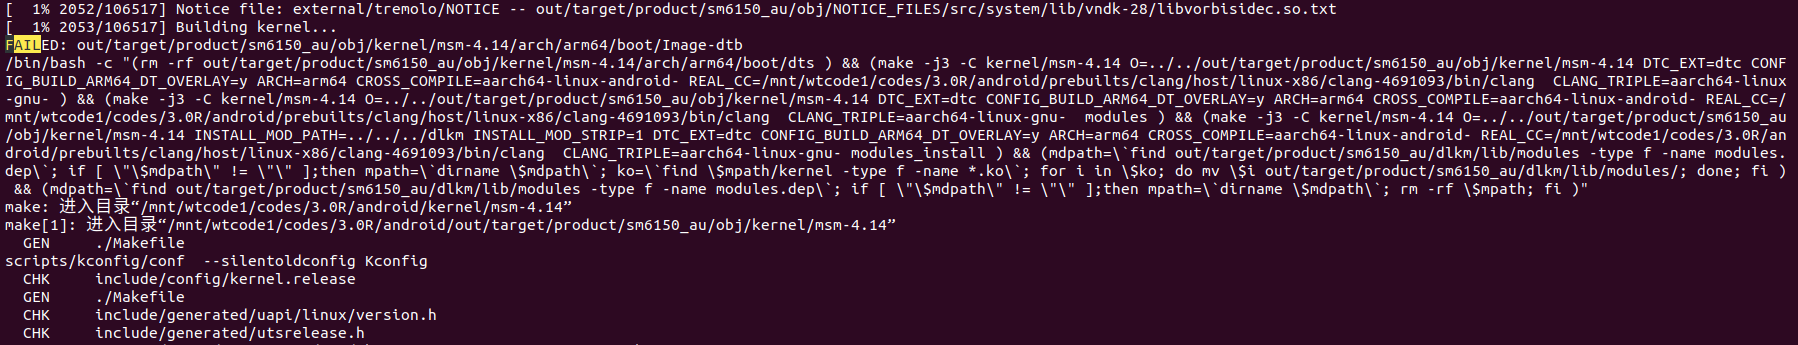 [  1% 2052/106517] Notice file: external/tremolo/NOTICE -- out/target/product/sm6150_au/obj/NOTICE_FILES/src/system/lib/vndk-28/libvorbisidec.so.txt
[  1% 2053/106517] Building kernel...
FAILED: out/target/product/sm6150_au/obj/kernel/msm-4.14/arch/arm64/boot/Image-dtb
/bin/bash -c "(rm -rf out/target/product/sm6150_au/obj/kernel/msm-4.14/arch/arm64/boot/dts ) && (make -j3 -C kernel/msm-4.14 O=../../out/target/product/sm6150_au/obj/kernel/msm-4.14 DTC_EXT=dtc CONF
IG_BUILD_ARM64_DT_OVERLAY=y ARCH=arm64 CROSS_COMPILE=aarch64-linux-android- REAL_CC=/mnt/wtcode1/codes/3.0R/android/prebuilts/clang/host/linux-x86/clang-4691093/bin/clang  CLANG_TRIPLE=aarch64-linux
-gnu- ) && (make -j3 -C kernel/msm-4.14 O=../../out/target/product/sm6150_au/obj/kernel/msm-4.14 DTC_EXT=dtc CONFIG_BUILD_ARM64_DT_OVERLAY=y ARCH=arm64 CROSS_COMPILE=aarch64-linux-android- REAL_CC=/
mnt/wtcode1/codes/3.0R/android/prebuilts/clang/host/linux-x86/clang-4691093/bin/clang  CLANG_TRIPLE=aarch64-linux-gnu-  modules ) && (make -j3 -C kernel/msm-4.14 O=../../out/target/product/sm6150_au
/obj/kernel/msm-4.14 INSTALL_MOD_PATH=../../../dlkm INSTALL_MOD_STRIP=1 DTC_EXT=dtc CONFIG_BUILD_ARM64_DT_OVERLAY=y ARCH=arm64 CROSS_COMPILE=aarch64-linux-android- REAL_CC=/mnt/wtcode1/codes/3.0R/an
droid/prebuilts/clang/host/linux-x86/clang-4691093/bin/clang  CLANG_TRIPLE=aarch64-linux-gnu- modules_install ) && (mdpath=\`find out/target/product/sm6150_au/dlkm/lib/modules -type f -name modules.
dep\`; if [ \"\$mdpath\" != \"\" ];then mpath=\`dirname \$mdpath\`; ko=\`find \$mpath/kernel -type f -name *.ko\`; for i in \$ko; do mv \$i out/target/product/sm6150_au/dlkm/lib/modules/; done; fi )
 && (mdpath=\`find out/target/product/sm6150_au/dlkm/lib/modules -type f -name modules.dep\`; if [ \"\$mdpath\" != \"\" ];then mpath=\`dirname \$mdpath\`; rm -rf \$mpath; fi )"
make: 进入目录“/mnt/wtcode1/codes/3.0R/android/kernel/msm-4.14”
make[1]: 进入目录“/mnt/wtcode1/codes/3.0R/android/out/target/product/sm6150_au/obj/kernel/msm-4.14”
  GEN     ./Makefile
scripts/kconfig/conf  --silentoldconfig Kconfig
  CHK     include/config/kernel.release
  GEN     ./Makefile
  CHK     include/generated/uapi/linux/version.h
  CHK     include/generated/utsrelease.h